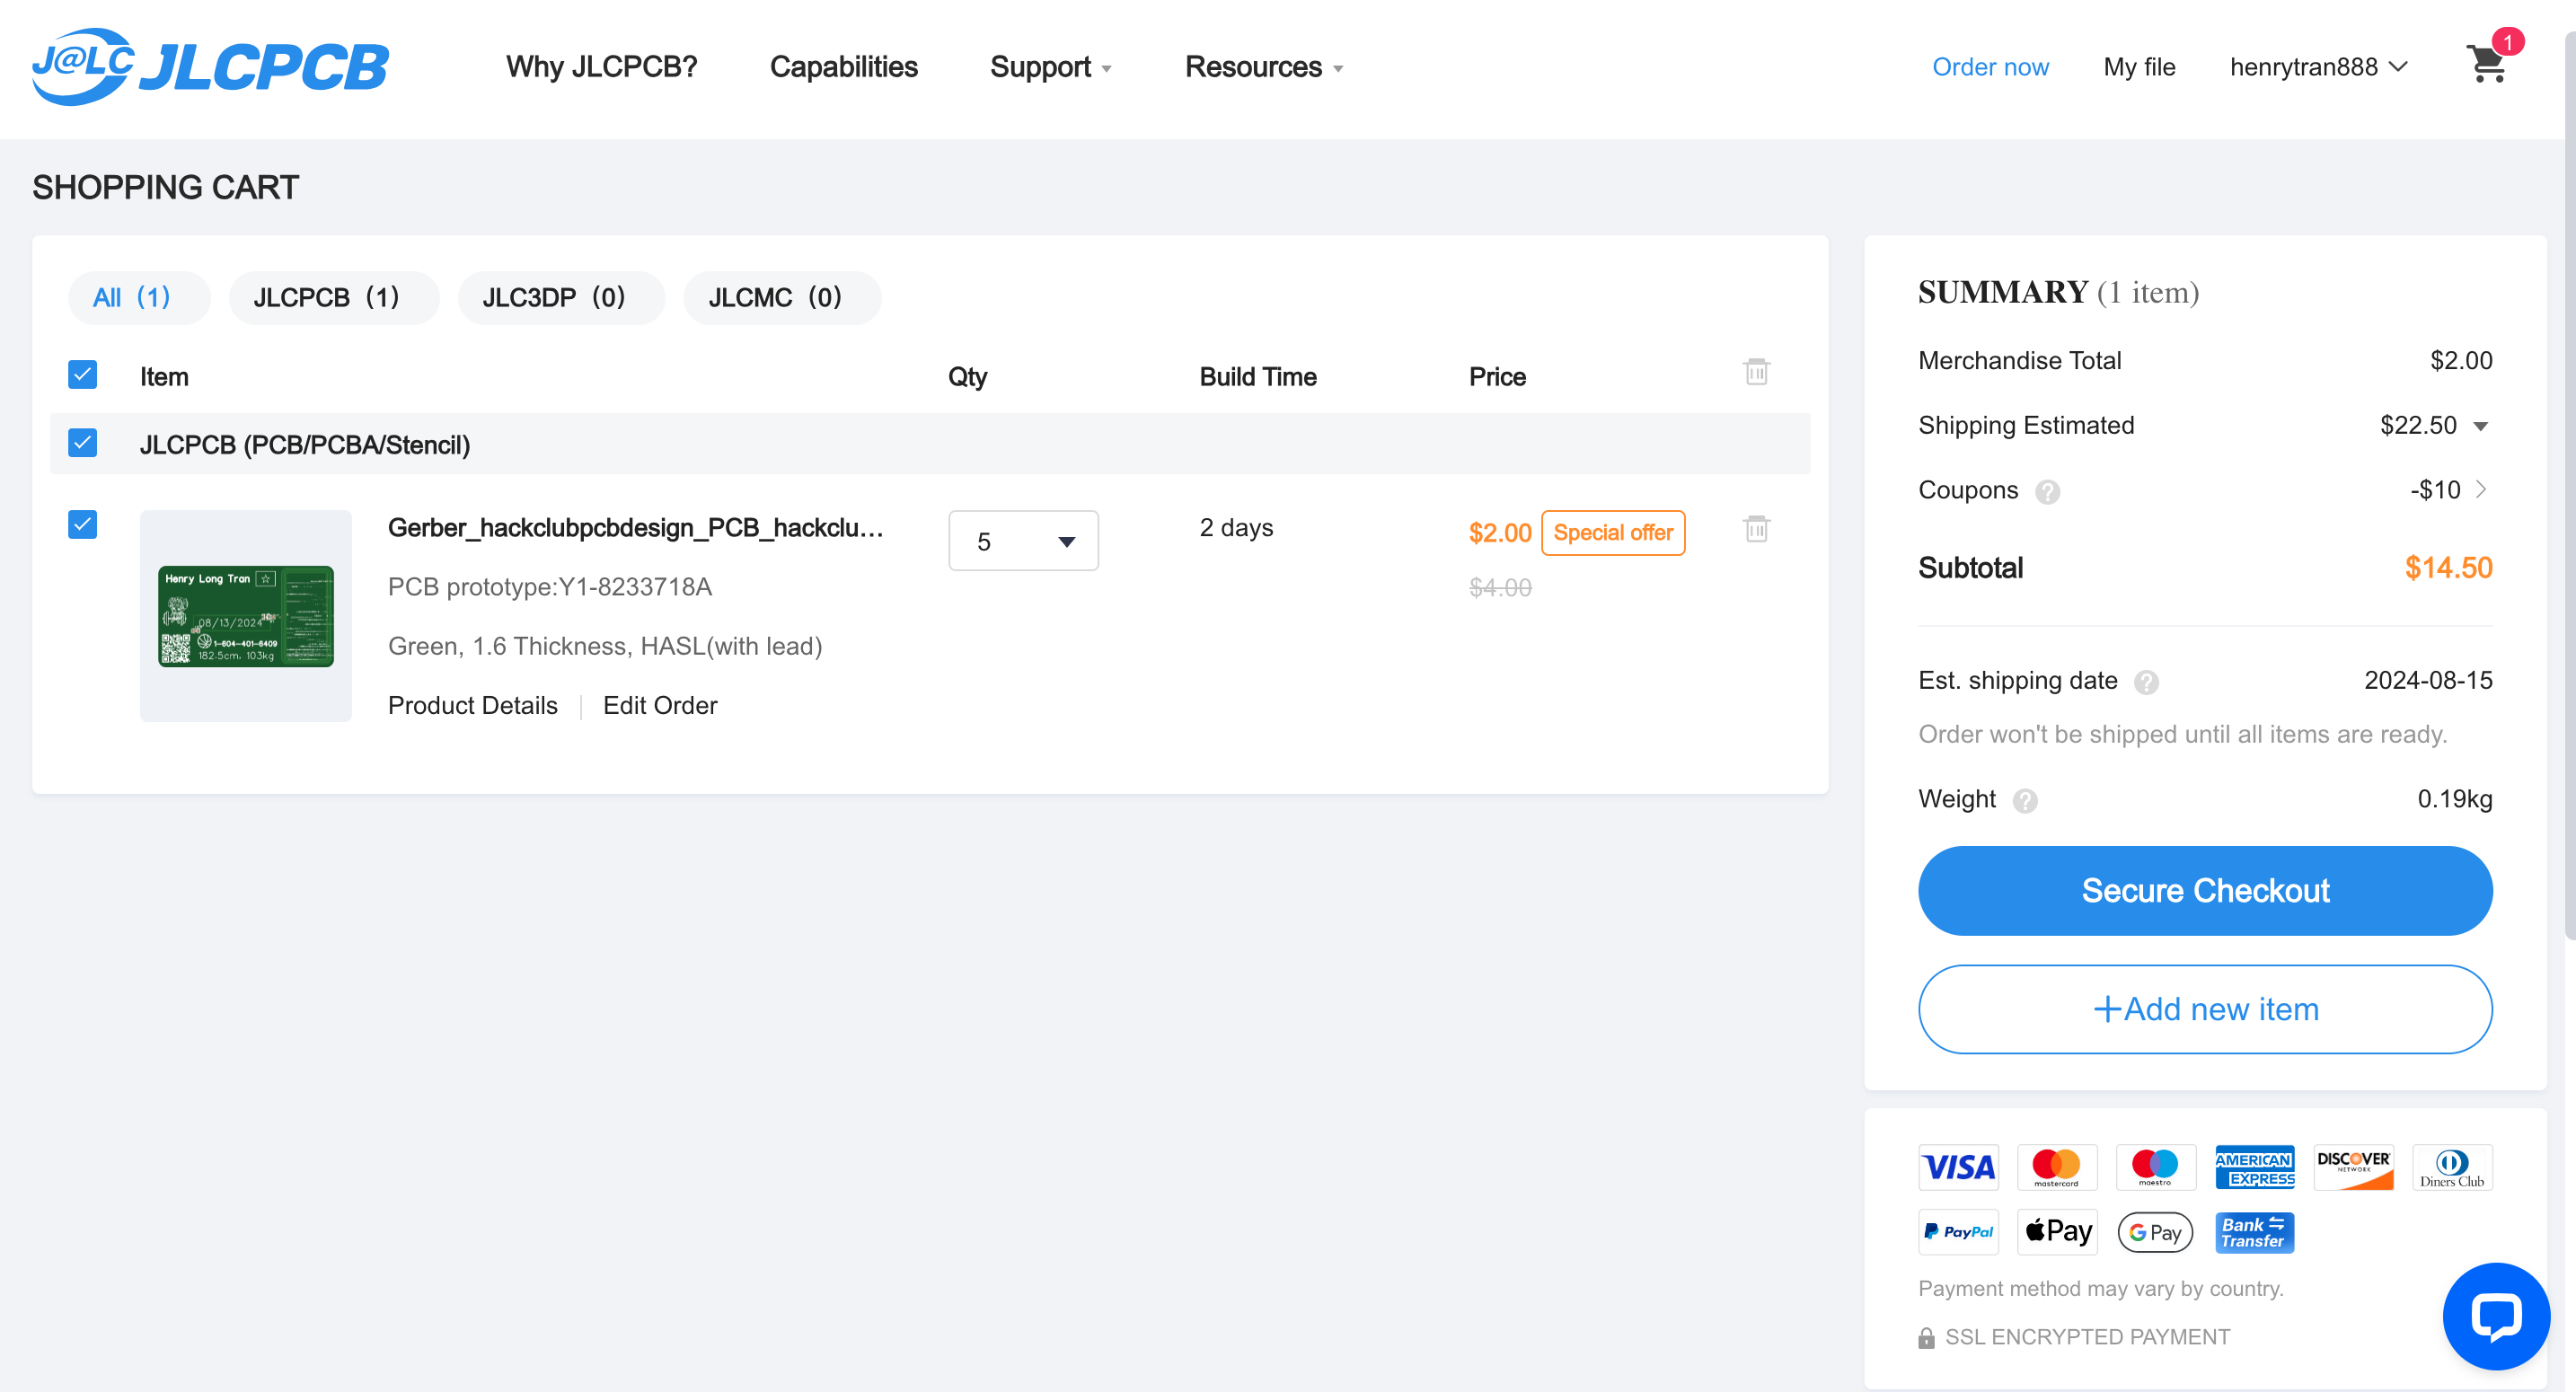 J@LC JLCPCB
Why JLCPCB?
Capabilities
Support
Resources
Order now
My file
henrytran888
1
SHOPPING CART
All (1)
JLCPCB (1)
JLC3DP (0)
JLCMC (0)
Item Qty Build Time Price
JLCPCB (PCB/PCBA/Stencil)
Henry Long Tran
08/13/2024
1-604-401-6409
182.5cm. 103kg
Gerber_hackclubpcbdesign_PCB_hackclu...
PCB prototype:Y1-8233718A
Green, 1.6 Thickness, HASL(with lead)
Product Details
Edit Order
5
2 days
$2.00 Special offer
$4.00
SUMMARY (1 item)
Merchandise Total $2.00
Shipping Estimated $22.50
Coupons ? -$10
Subtotal $14.50
Est. shipping date ? 2024-08-15
Order won't be shipped until all items are ready.
Weight ? 0.19kg
Secure Checkout
+Add new item
VISA mastercard maestro AMERICAN EXPRESS DISCOVER NETWORK Diners Club
PayPal Pay G Pay Bank Transfer
Payment method may vary by country.
SSL ENCRYPTED PAYMENT